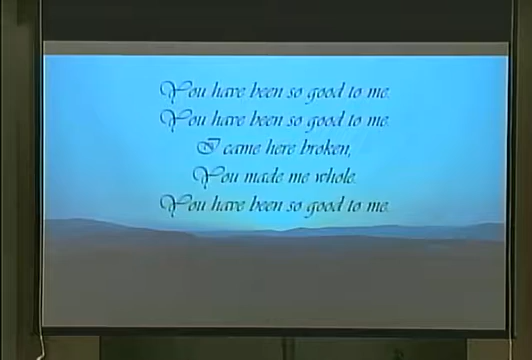 You have been so good to me.
You have been so good to me.
I came here broken,
You made me whole.
You have been so good to me.